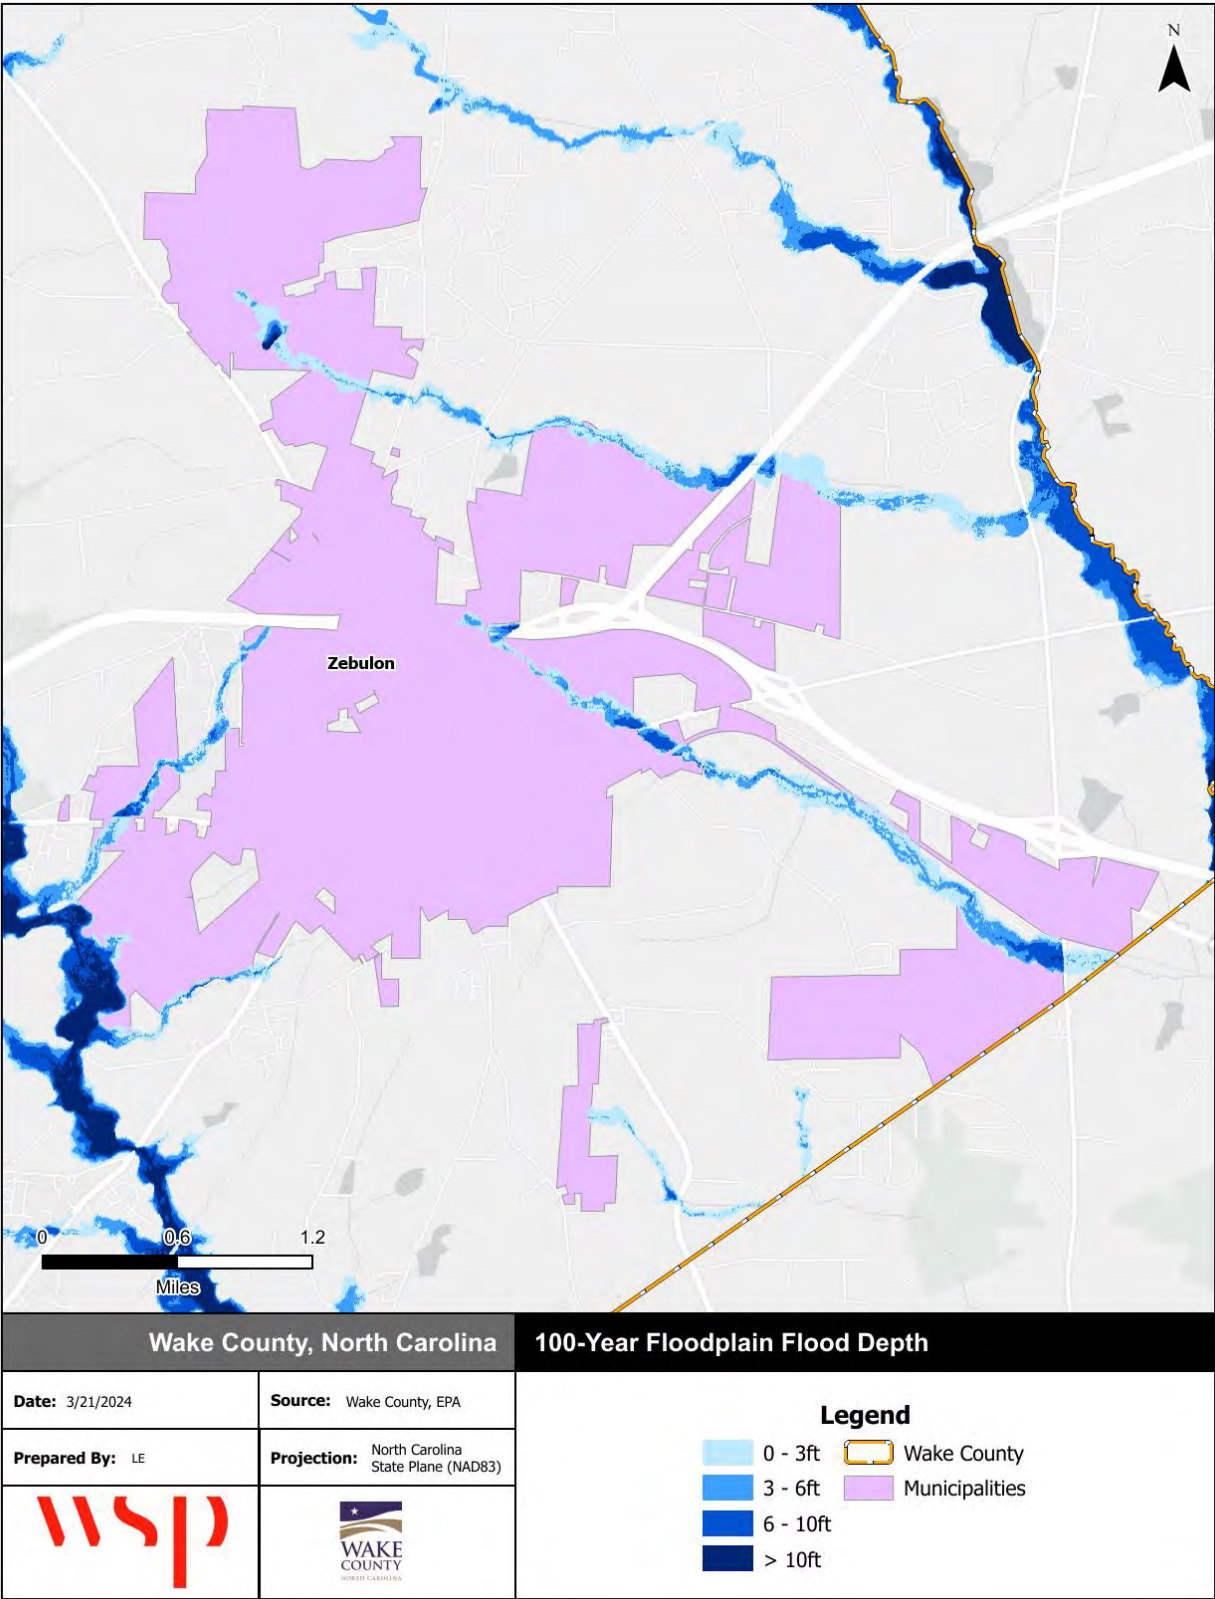 N
Zebulon
0 0.6 1.2
Miles
Wake County, North Carolina
100-Year Floodplain Flood Depth
Date: 3/21/2024
Source: Wake County, EPA
Prepared By: LE
Projection: North Carolina
State Plane (NAD83)
wsp
WAKE
COUNTY
NORTH CAROLINA
Legend
0 - 3ft Wake County
3 - 6ft Municipalities
6 - 10ft
> 10ft